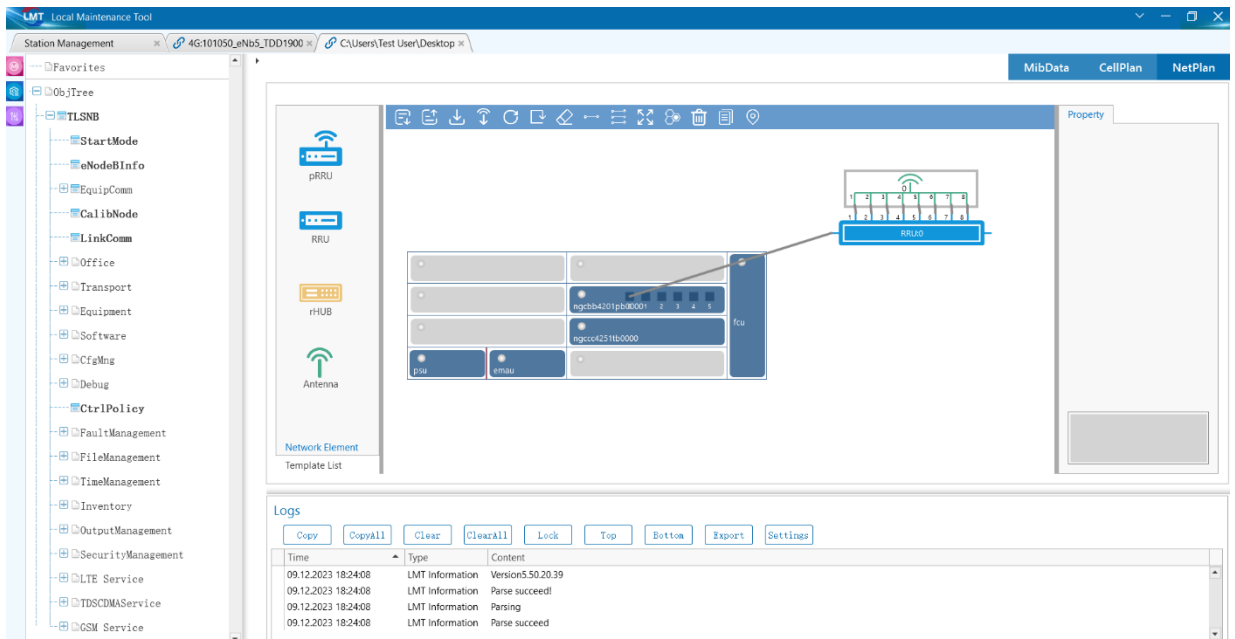 LMT Local Maintenance Tool
Station Management × 4G:101050_eNb5_TDD1900 × C:\Users\Test User\Desktop ×
Favorites
MibData CellPlan NetPlan
ObjTree
TLSNB
StartMode
eNodeBInfo
EquipComm
CalibNode
LinkComm
Office
Transport
Equipment
Software
CfgMng
Debug
CtrlPolicy
FaultManagement
FileManagement
TimeManagement
Inventory
OutputManagement
SecurityManagement
LTE Service
TDSCDMAService
GSM Service
pRRU
RRU
rHUB
Antenna
Network Element
Template List
0
1 2 3 4 5 6 7 8
1 2 3 4 5 6 7 8
RRU:0
ngcbb4201pb0000 1 2 3 4 5
fcu
ngccc4251tb0000
psu emau
Property
Logs
Copy CopyAll Clear ClearAll Lock Top Bottom Export Settings
Time Type Content
09.12.2023 18:24:08 LMT Information Version5.50.20.39
09.12.2023 18:24:08 LMT Information Parse succeed!
09.12.2023 18:24:08 LMT Information Parsing
09.12.2023 18:24:08 LMT Information Parse succeed